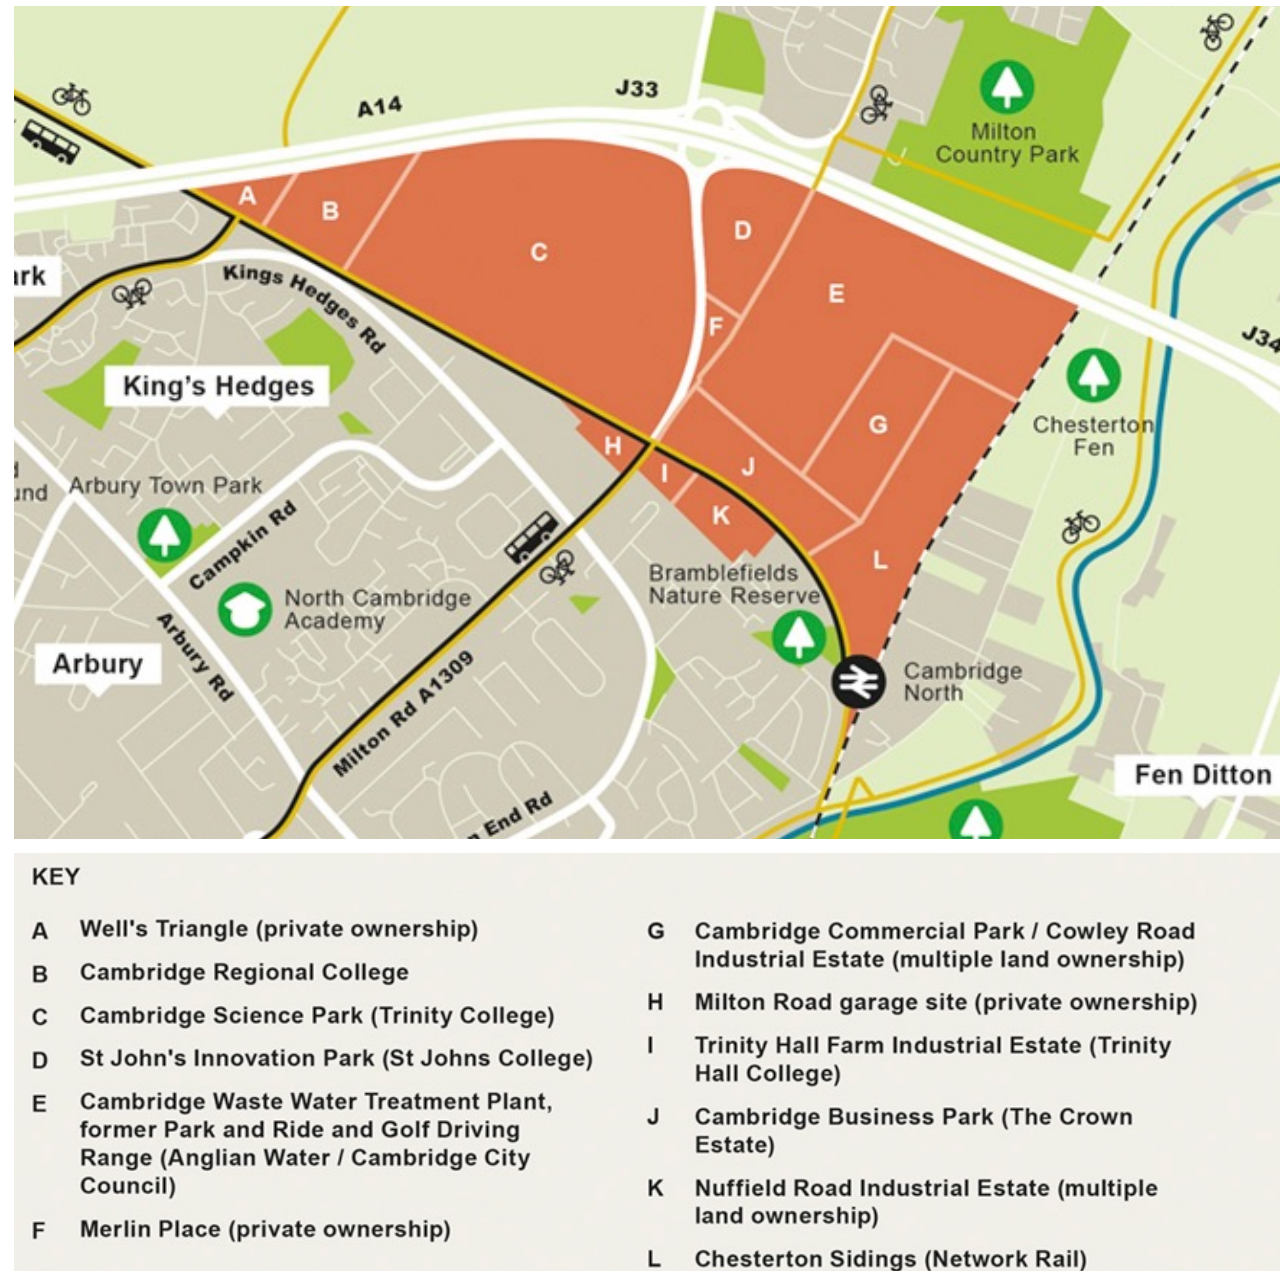 J33
A14
Milton
Country Park
A
B
C
D
E
F
G
H
I
J
K
L
ark
Kings Hedges Rd
J34
King's Hedges
Chesterton
Fen
Arbury Town Park
Campkin Rd
North Cambridge
Academy
Arbury
Arbury Rd
Milton Rd A1309
Bramblefields
Nature Reserve
Cambridge
North
End Rd
Fen Ditton
KEY
A Well's Triangle (private ownership)
B Cambridge Regional College
C Cambridge Science Park (Trinity College)
D St John's Innovation Park (St Johns College)
E Cambridge Waste Water Treatment Plant,
former Park and Ride and Golf Driving
Range (Anglian Water / Cambridge City
Council)
F Merlin Place (private ownership)
G Cambridge Commercial Park / Cowley Road
Industrial Estate (multiple land ownership)
H Milton Road garage site (private ownership)
I Trinity Hall Farm Industrial Estate (Trinity
Hall College)
J Cambridge Business Park (The Crown
Estate)
K Nuffield Road Industrial Estate (multiple
land ownership)
L Chesterton Sidings (Network Rail)